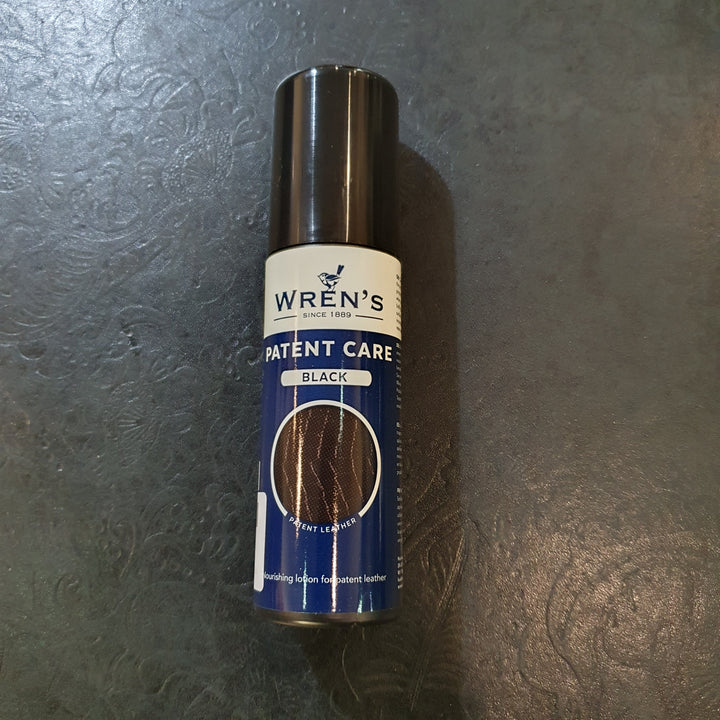 WREN'S
SINCE 1889
PATENT CARE
BLACK
PATENT LEATHER
ourishing lotion for patent leather